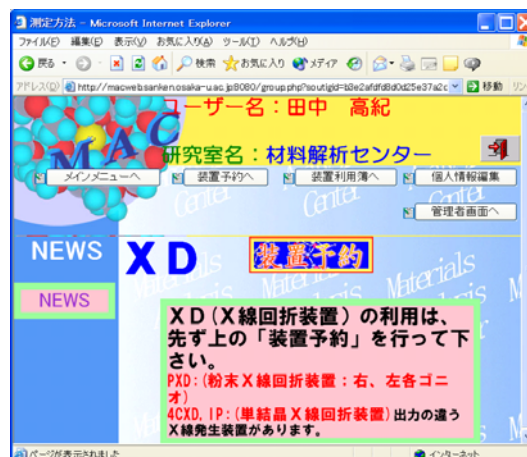 測定方法 - Microsoft Internet Explorer
ファイル(F) 編集(E) 表示(V) お気に入り(A) ツール(T) ヘルプ(H)
戻る 検索 お気に入り メディア
アドレス(D) 移動 リンク
MAC
ユーザー名：田中 高紀
研究室名：材料解析センター
メインメニューへ 装置予約へ 装置利用簿へ 個人情報編集
管理者画面へ
NEWS
NEWS
XD 装置予約
XD(X線回折装置)の利用は、
先ず上の「装置予約」を行って下
さい。
PXD:(粉末X線回折装置：右、左各ゴニ
オ)
4CXD, IP:(単結晶X線回折装置)出力の違う
X線発生装置があります。
Materials
Center
Center
Materials
ページが表示されました インターネット